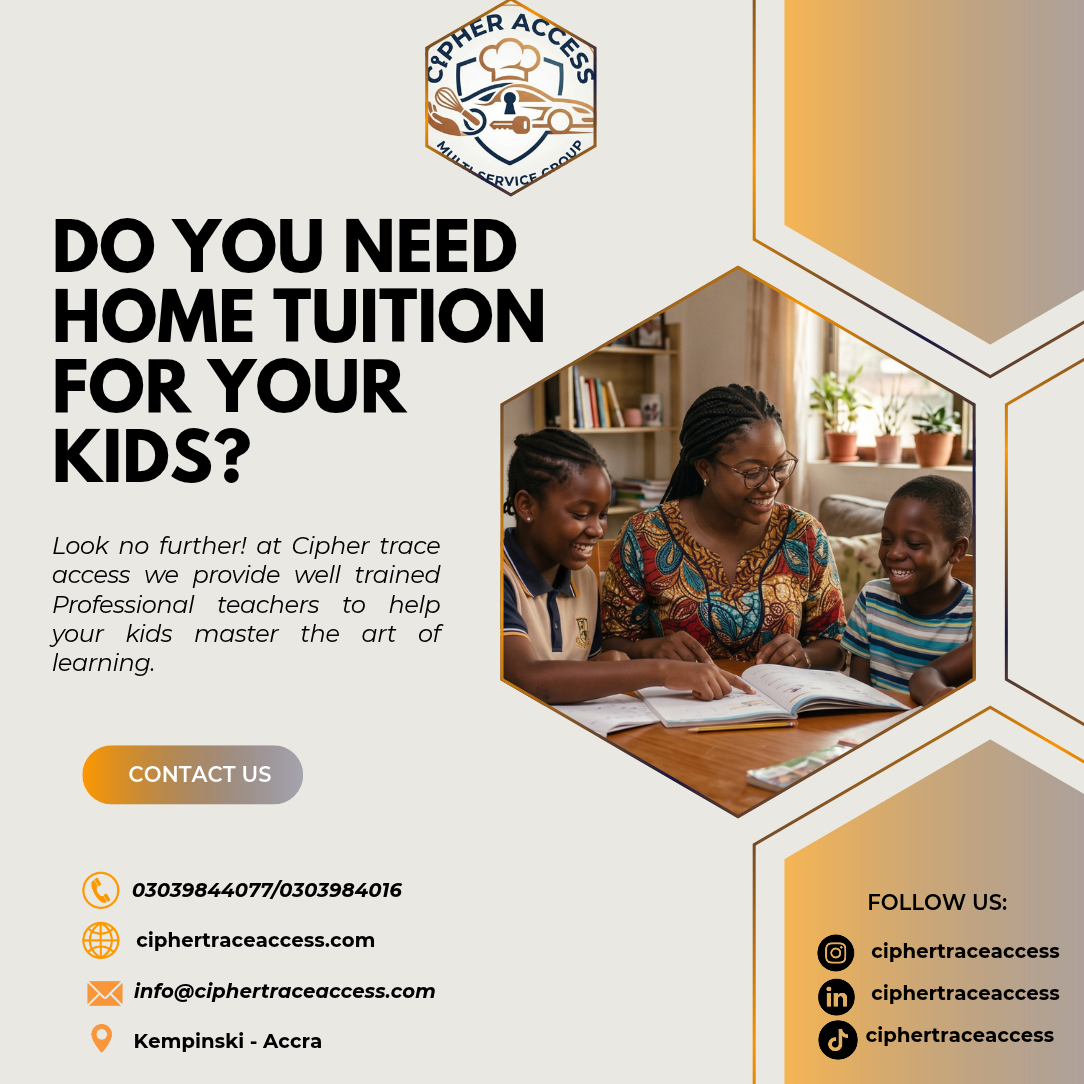 CIPHER ACCESS
MULTI SERVICE GROUP
DO YOU NEED
HOME TUITION
FOR YOUR
KIDS?
Look no further! at Cipher trace
access we provide well trained
Professional teachers to help
your kids master the art of
learning.
CONTACT US
03039844077/0303984016
ciphertraceaccess.com
info@ciphertraceaccess.com
Kempinski - Accra
FOLLOW US:
ciphertraceaccess
ciphertraceaccess
ciphertraceaccess